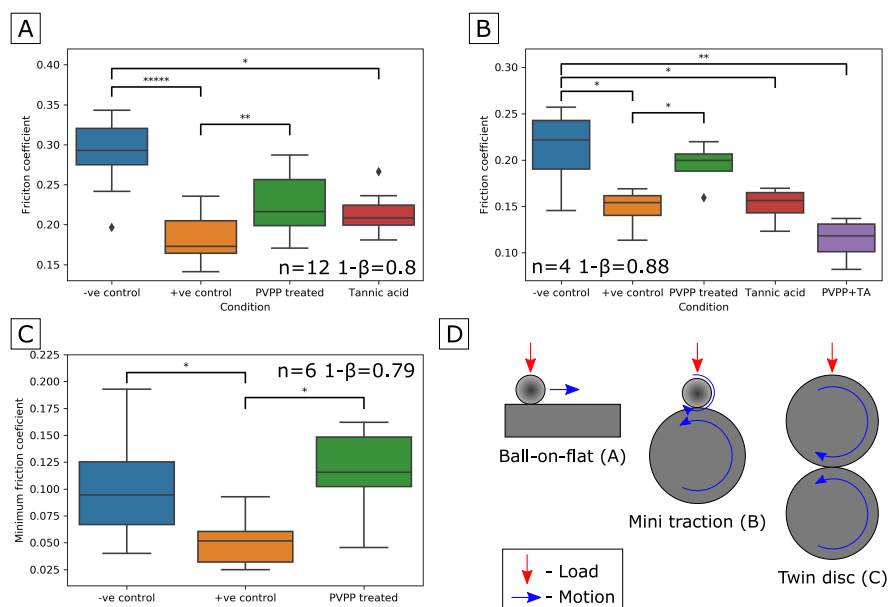 A
*
*****
**
0.40
0.35
0.30
0.25
0.20
0.15
Friciton coefficient
n=12 1-β=0.8
-ve control +ve control PVPP treated Tannic acid
Condition
B
**
*
*
*
0.30
0.25
0.20
0.15
0.10
Friction coefficient
n=4 1-β=0.88
-ve control +ve control PVPP treated Tannic acid PVPP+TA
Condition
C
n=6 1-β=0.79
*
*
0.225
0.200
0.175
0.150
0.125
0.100
0.075
0.050
0.025
Minimum friction coeficient
-ve control +ve control PVPP treated
D
Ball-on-flat (A)
Mini traction (B)
Twin disc (C)
- Load
- Motion